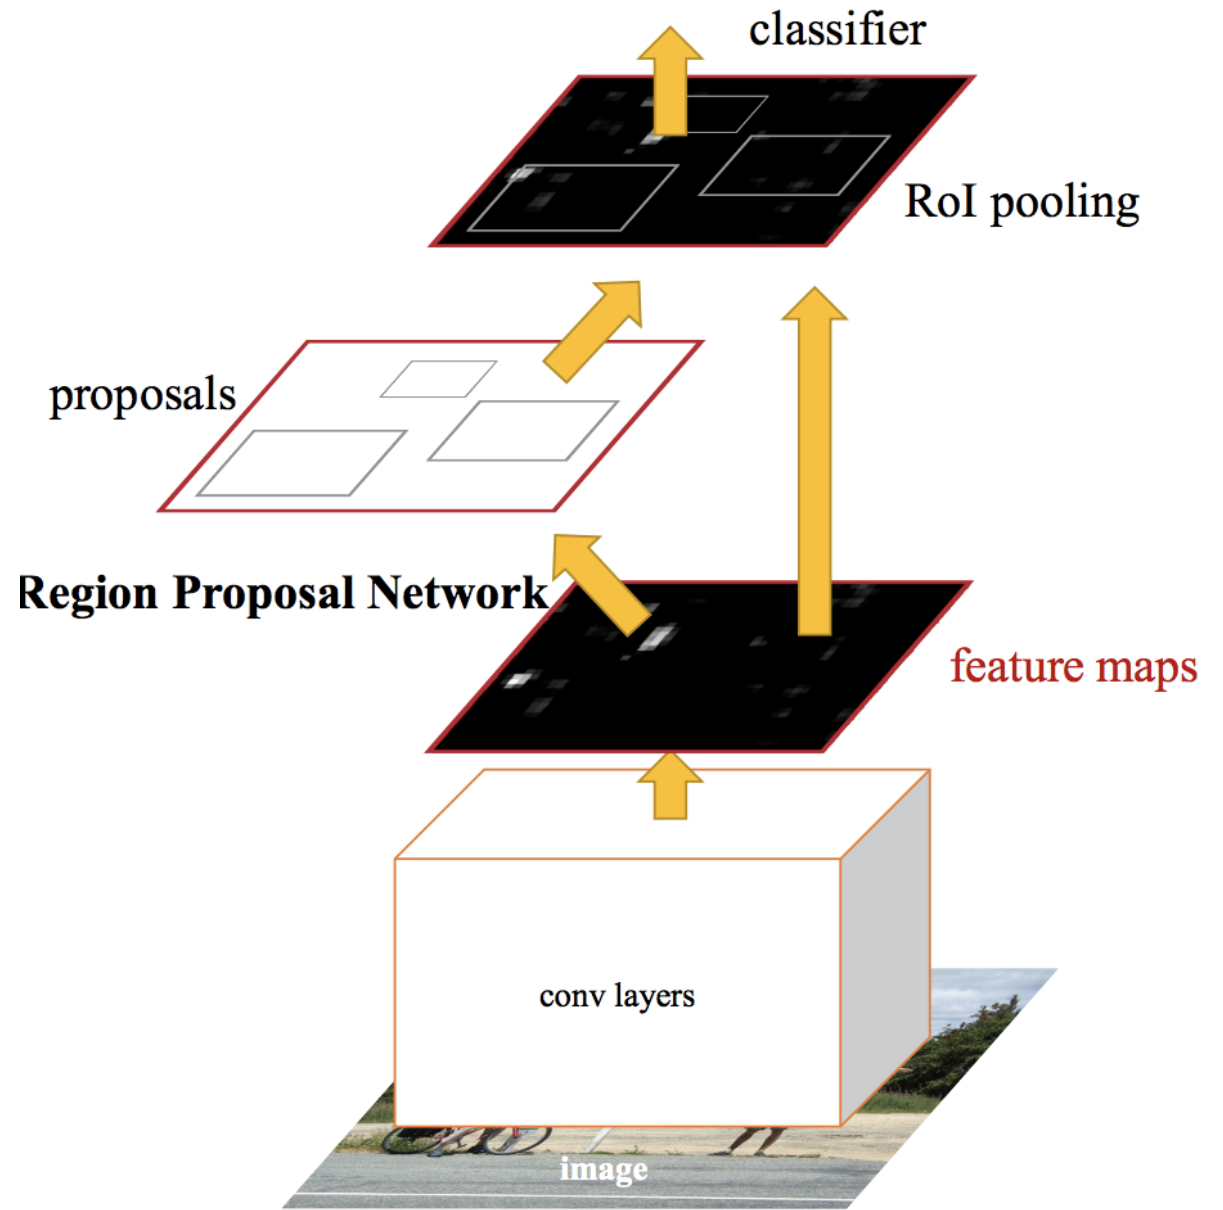 classifier
RoI pooling
proposals
Region Proposal Network
feature maps
conv layers
image